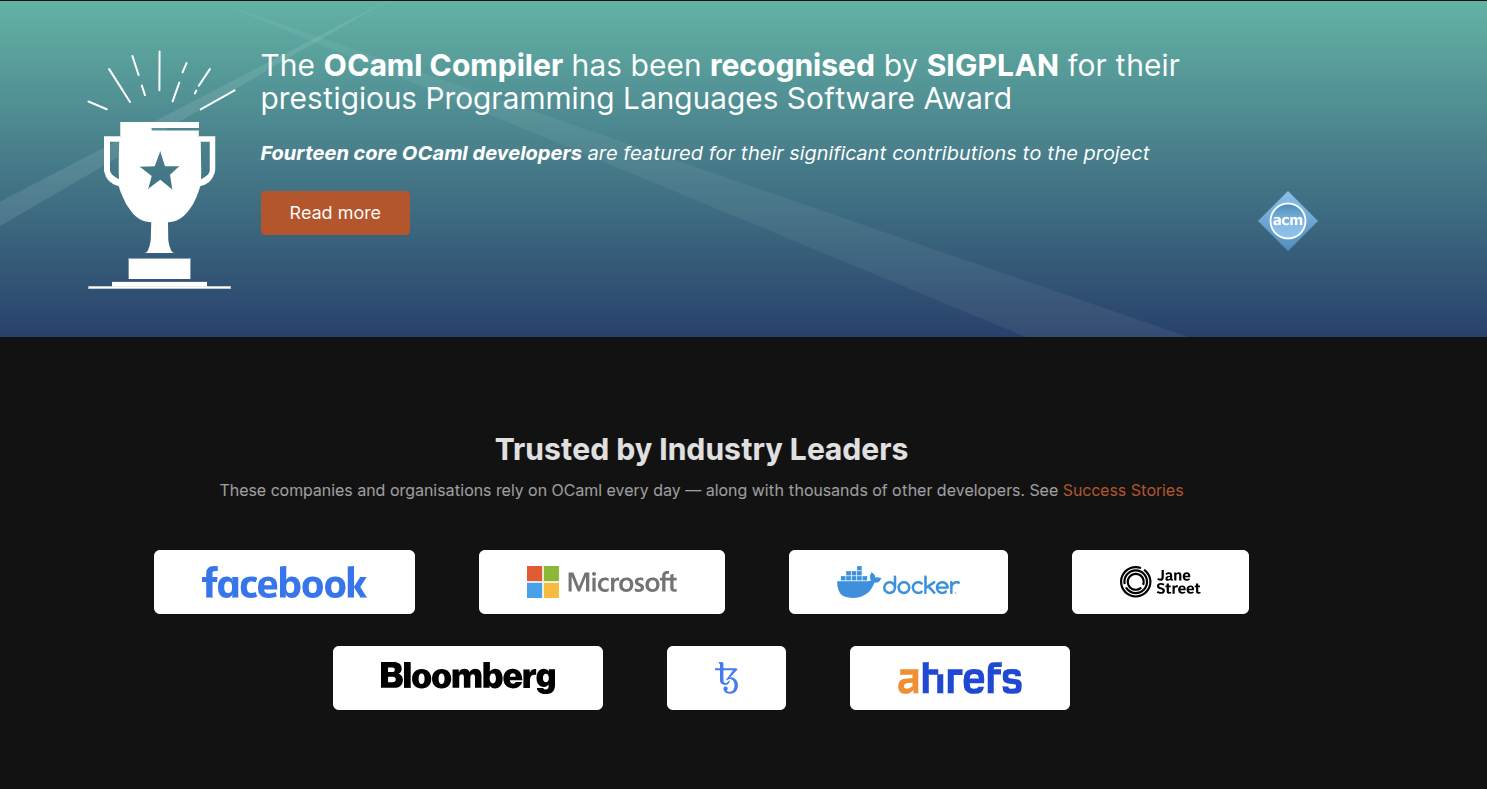 The OCaml Compiler has been recognised by SIGPLAN for their
prestigious Programming Languages Software Award
Fourteen core OCaml developers are featured for their significant contributions to the project
Read more
acm
Trusted by Industry Leaders
These companies and organisations rely on OCaml every day — along with thousands of other developers. See Success Stories
facebook
Microsoft
docker
Jane
Street
Bloomberg
ahrefs